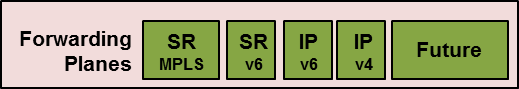 Forwarding
Planes
SR
MPLS
SR
v6
IP
v6
IP
v4
Future